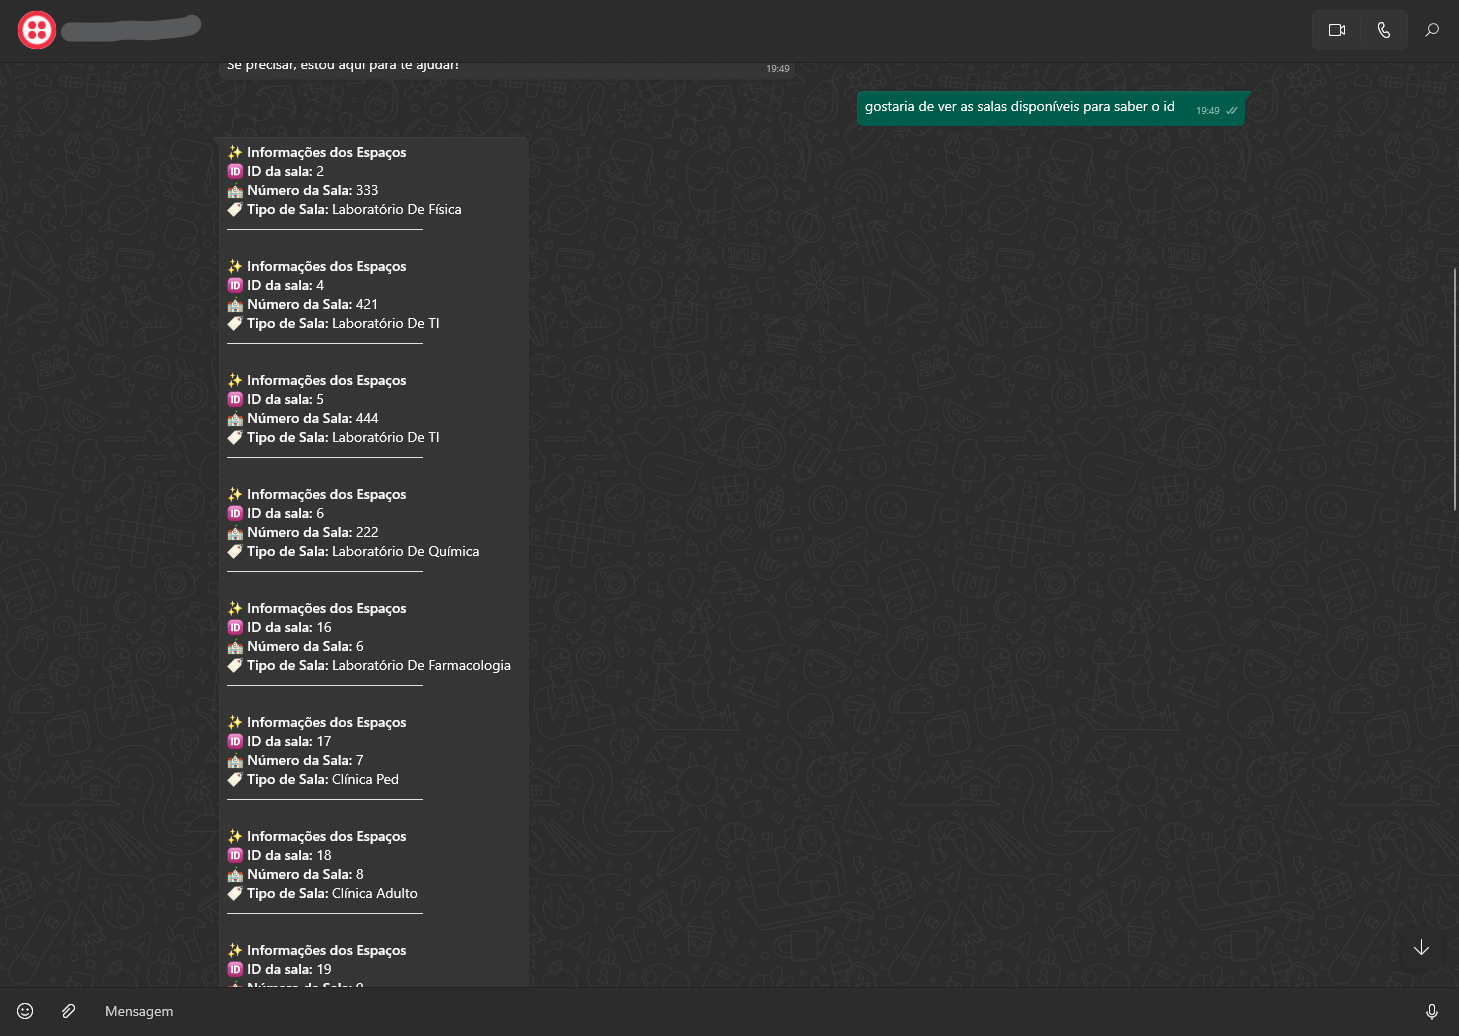 Se precisar, estou aqui para te ajudar!
19:49
gostaria de ver as salas disponíveis para saber o id
19:49
✨ Informações dos Espaços
🆔 ID da sala: 2
🏫 Número da Sala: 333
🏷️ Tipo de Sala: Laboratório De Física
✨ Informações dos Espaços
🆔 ID da sala: 4
🏫 Número da Sala: 421
🏷️ Tipo de Sala: Laboratório De TI
✨ Informações dos Espaços
🆔 ID da sala: 5
🏫 Número da Sala: 444
🏷️ Tipo de Sala: Laboratório De TI
✨ Informações dos Espaços
🆔 ID da sala: 6
🏫 Número da Sala: 222
🏷️ Tipo de Sala: Laboratório De Química
✨ Informações dos Espaços
🆔 ID da sala: 16
🏫 Número da Sala: 6
🏷️ Tipo de Sala: Laboratório De Farmacologia
✨ Informações dos Espaços
🆔 ID da sala: 17
🏫 Número da Sala: 7
🏷️ Tipo de Sala: Clínica Ped
✨ Informações dos Espaços
🆔 ID da sala: 18
🏫 Número da Sala: 8
🏷️ Tipo de Sala: Clínica Adulto
✨ Informações dos Espaços
🆔 ID da sala: 19
🏫 Número da Sala:
Mensagem